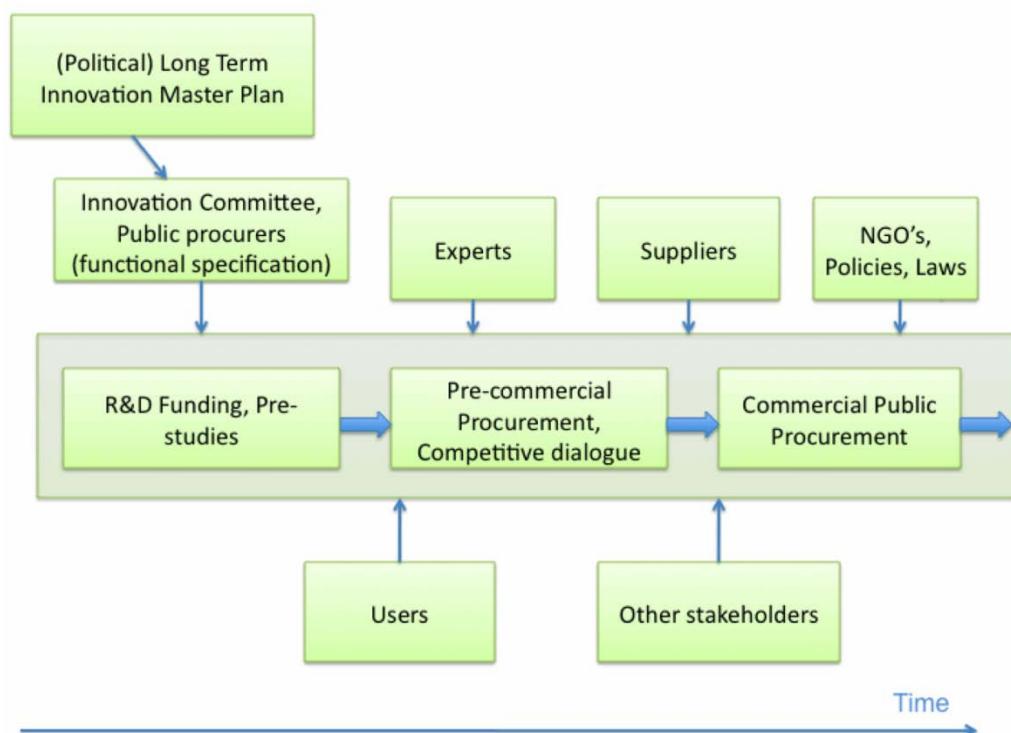 (Political) Long Term
Innovation Master Plan
Innovation Committee,
Public procurers
(functional specification)
Experts
Suppliers
NGO's,
Policies, Laws
R&D Funding, Pre-
studies
Pre-commercial
Procurement,
Competitive dialogue
Commercial Public
Procurement
Users
Other stakeholders
Time